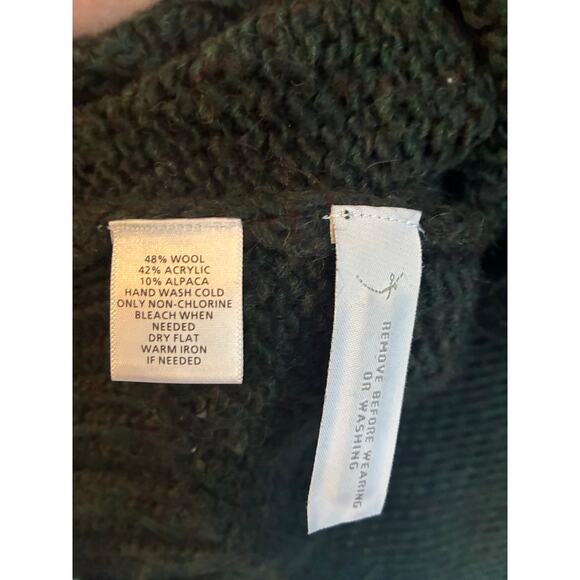 48% WOOL
42% ACRYLIC
10% ALPACA
HAND WASH COLD
ONLY NON-CHLORINE
BLEACH WHEN
NEEDED
DRY FLAT
WARM IRON
IF NEEDED
REMOVE BEFORE WEARING
OR WASHING